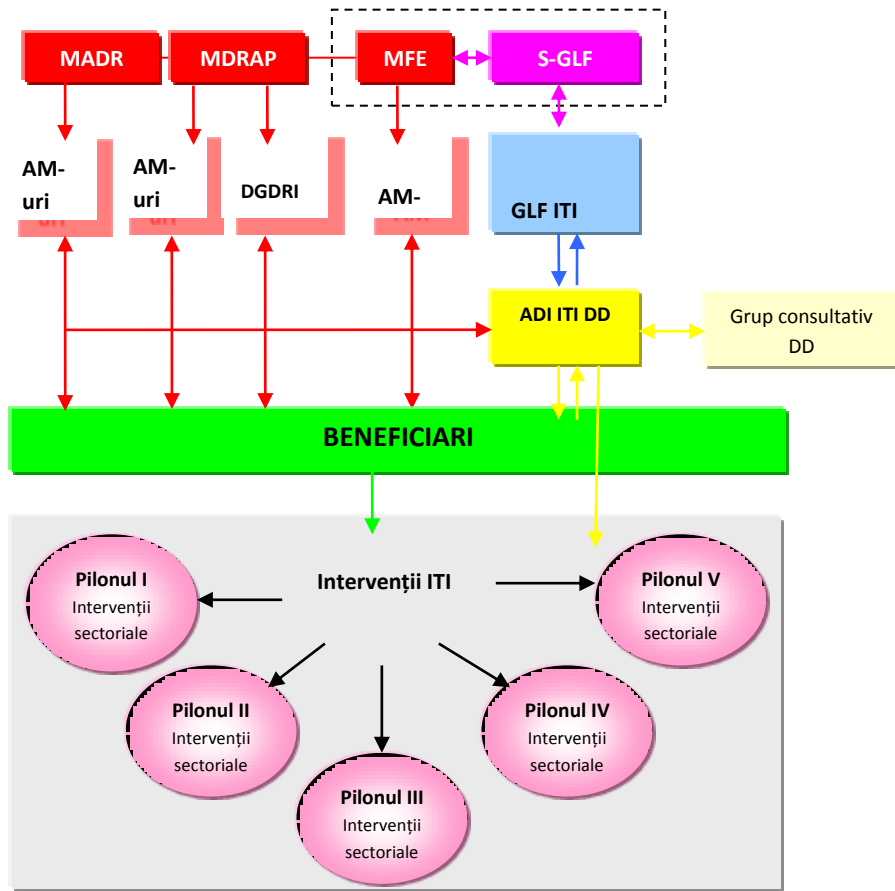 MADR
MDRAP
MFE
S-GLF
AM-
uri
AM-
uri
DGDRI
AM-
GLF ITI
ADI ITI DD
Grup consultativ
DD
BENEFICIARI
Intervenții ITI
Pilonul I
Intervenții
sectoriale
Pilonul V
Intervenții
sectoriale
Pilonul II
Intervenții
sectoriale
Pilonul IV
Intervenții
sectoriale
Pilonul III
Intervenții
sectoriale